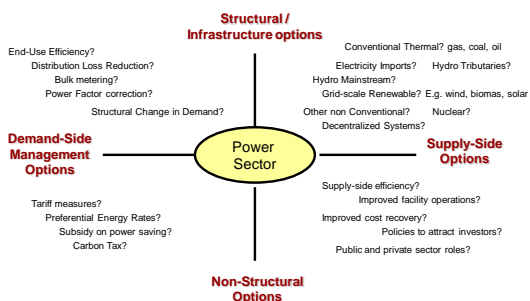 Structural /
Infrastructure options
End-Use Efficiency?
Distribution Loss Reduction?
Bulk metering?
Power Factor correction?
Structural Change in Demand?
Conventional Thermal? gas, coal, oil
Electricity Imports? Hydro Tributaries?
Hydro Mainstream?
Grid-scale Renewable? E.g. wind, biomas, solar
Other non Conventional? Nuclear?
Decentralized Systems?
Demand-Side
Management
Options
Power
Sector
Supply-Side
Options
Tariff measures?
Preferential Energy Rates?
Subsidy on power saving?
Carbon Tax?
Supply-side efficiency?
Improved facility operations?
Improved cost recovery?
Policies to attract investors?
Public and private sector roles?
Non-Structural
Options